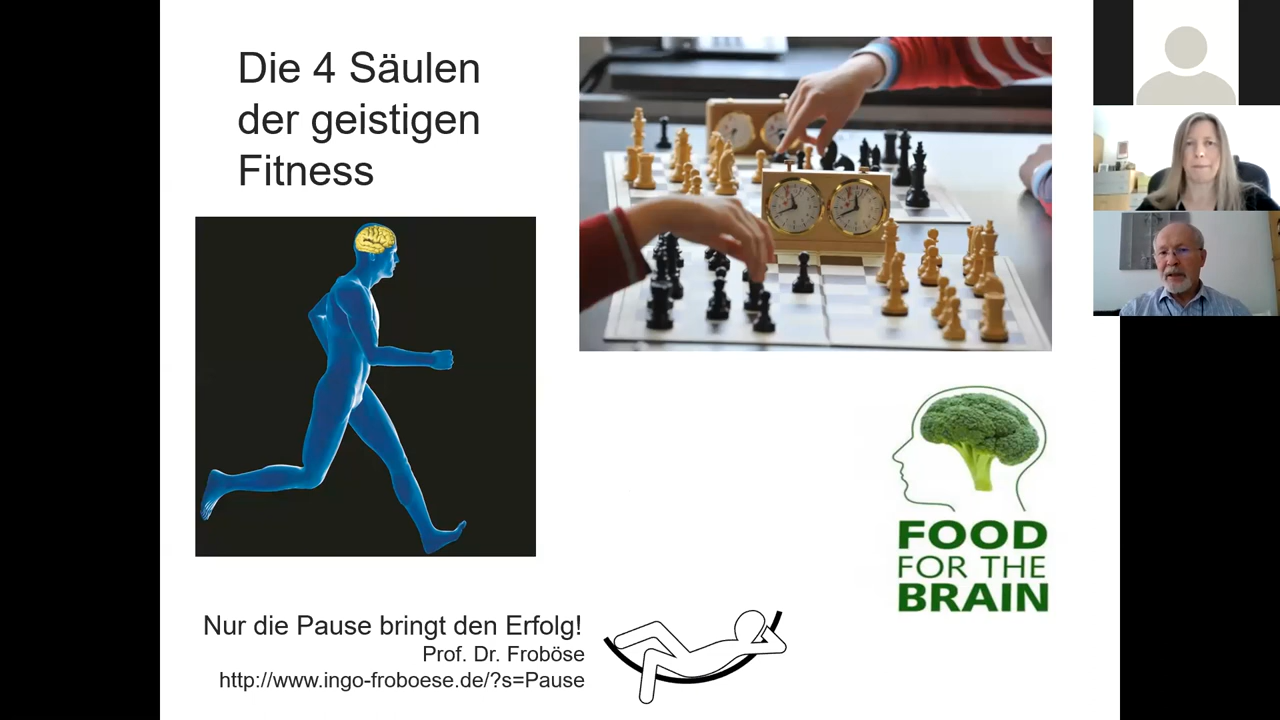 Die 4 Säulen
der geistigen
Fitness
FOOD
FOR THE
BRAIN
Nur die Pause bringt den Erfolg!
Prof. Dr. Froböse
http://www.ingo-froboese.de/?s=Pause